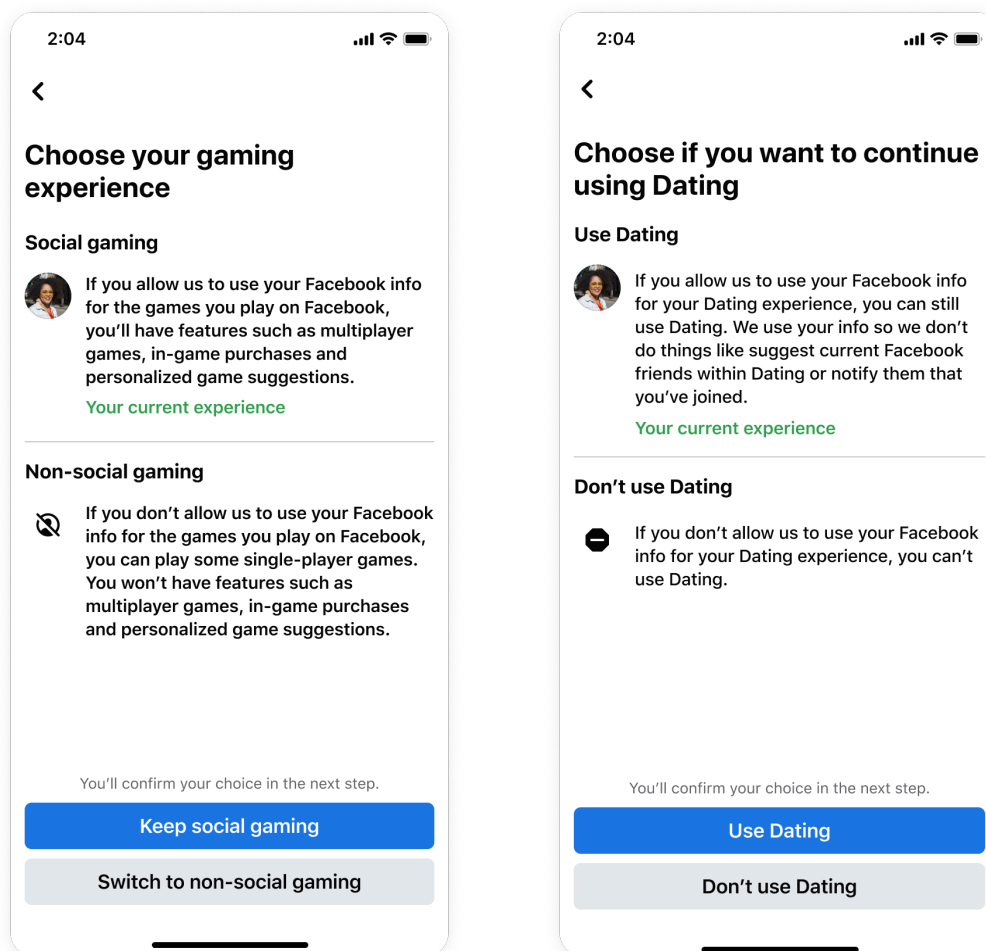 2:04
Choose your gaming
experience
Social gaming
If you allow us to use your Facebook info
for the games you play on Facebook,
you’ll have features such as multiplayer
games, in-game purchases and
personalized game suggestions.
Your current experience
Non-social gaming
If you don’t allow us to use your Facebook
info for the games you play on Facebook,
you can play some single-player games.
You won’t have features such as
multiplayer games, in-game purchases
and personalized game suggestions.
You’ll confirm your choice in the next step.
Keep social gaming
Switch to non-social gaming
2:04
Choose if you want to continue
using Dating
Use Dating
If you allow us to use your Facebook info
for your Dating experience, you can still
use Dating. We use your info so we don’t
do things like suggest current Facebook
friends within Dating or notify them that
you’ve joined.
Your current experience
Don’t use Dating
If you don’t allow us to use your Facebook
info for your Dating experience, you can’t
use Dating.
You’ll confirm your choice in the next step.
Use Dating
Don’t use Dating